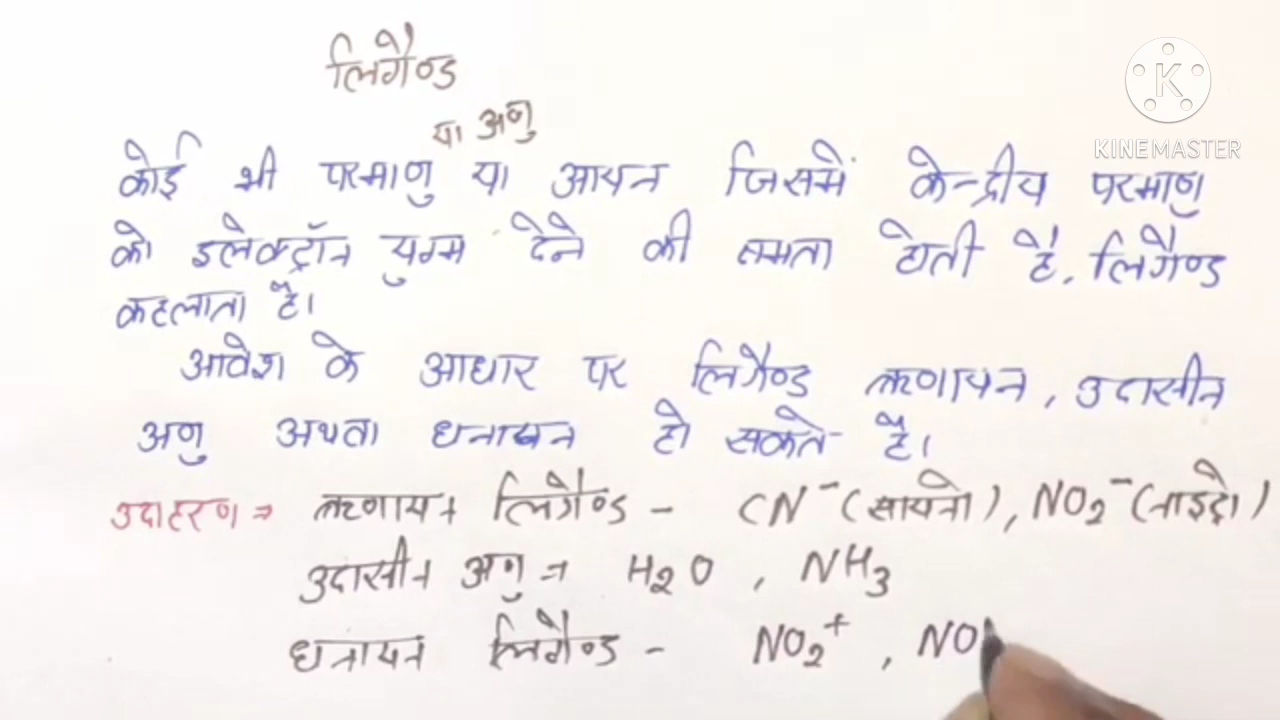 लिगैण्ड
या अणु
KINEMASTER
कोई भी परमाणु या आयन जिसमें केन्द्रीय परमाणु
को इलेक्ट्रॉन युग्म देने की क्षमता होती है, लिगैण्ड
कहलाता है।
आवेश के आधार पर लिगैण्ड ऋणायन, उदासीन
अणु अथवा धनायन हो सकते है।
उदाहरण ⇒ ऋणायन लिगैण्ड - CN⁻ (सायनो), NO₂⁻ (नाइट्रो)
उदासीन अणु ⇒ H₂O , NH₃
धनायन लिगैण्ड - NO₂⁺ , NO